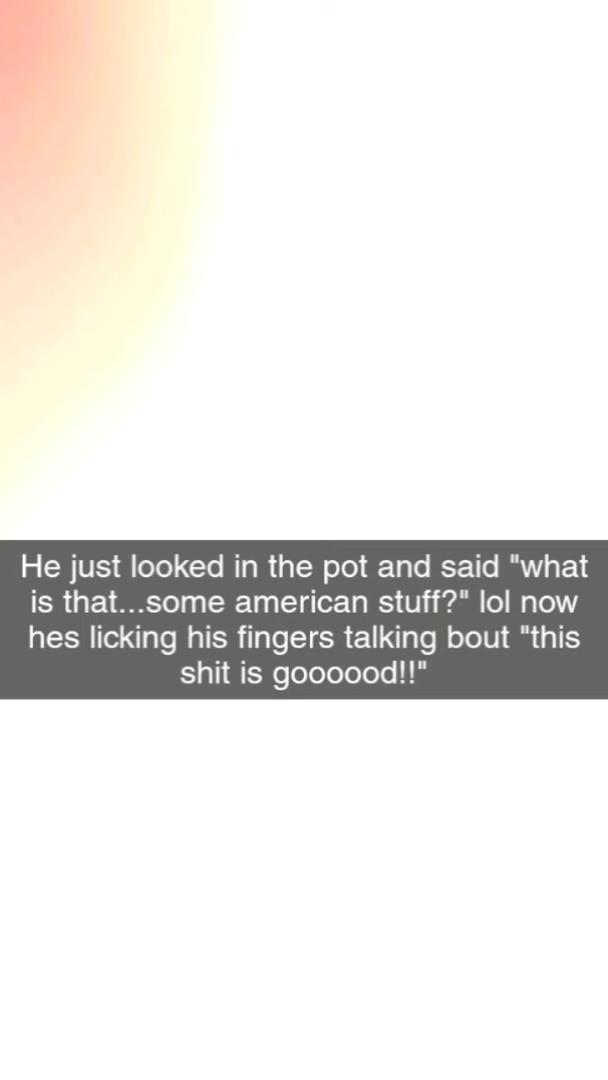 He just looked in the pot and said "what
is that...some american stuff?" lol now
hes licking his fingers talking bout "this
shit is goooood!!"